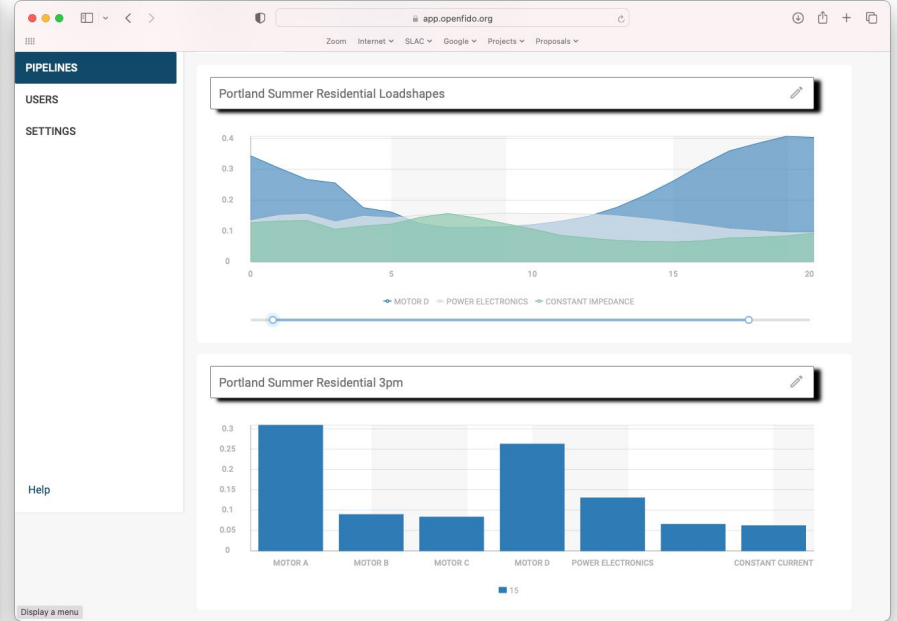 app.openfido.org
Zoom Internet SLAC Google Projects Proposals
PIPELINES
USERS
SETTINGS
Help
Portland Summer Residential Loadshapes
0.4
0.3
0.2
0.1
0
0 5 10 15 20
MOTOR D POWER ELECTRONICS CONSTANT IMPEDANCE
Portland Summer Residential 3pm
0.3
0.25
0.2
0.15
0.1
0.05
0
MOTOR A MOTOR B MOTOR C MOTOR D POWER ELECTRONICS CONSTANT CURRENT
15
Display a menu